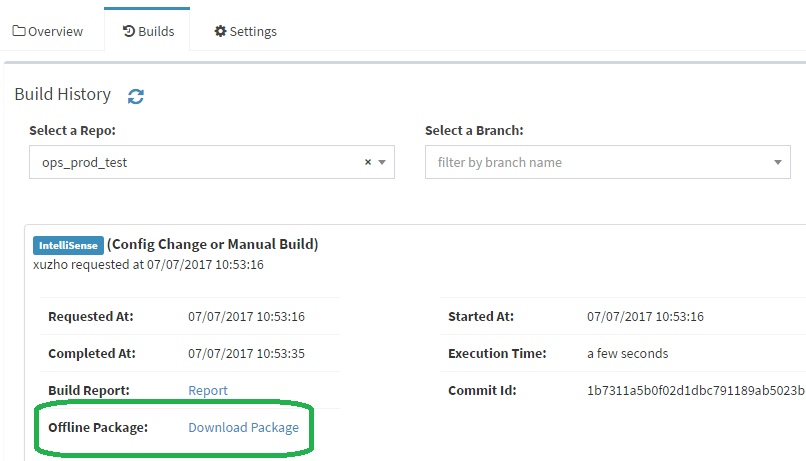 Overview Builds Settings
Build History
Select a Repo: Select a Branch:
ops_prod_test × filter by branch name
IntelliSense (Config Change or Manual Build)
xuzho requested at 07/07/2017 10:53:16
Requested At: 07/07/2017 10:53:16 Started At: 07/07/2017 10:53:16
Completed At: 07/07/2017 10:53:35 Execution Time: a few seconds
Build Report: Report Commit Id: 1b7311a5b0f02d1dbc791189ab5023b
Offline Package: Download Package